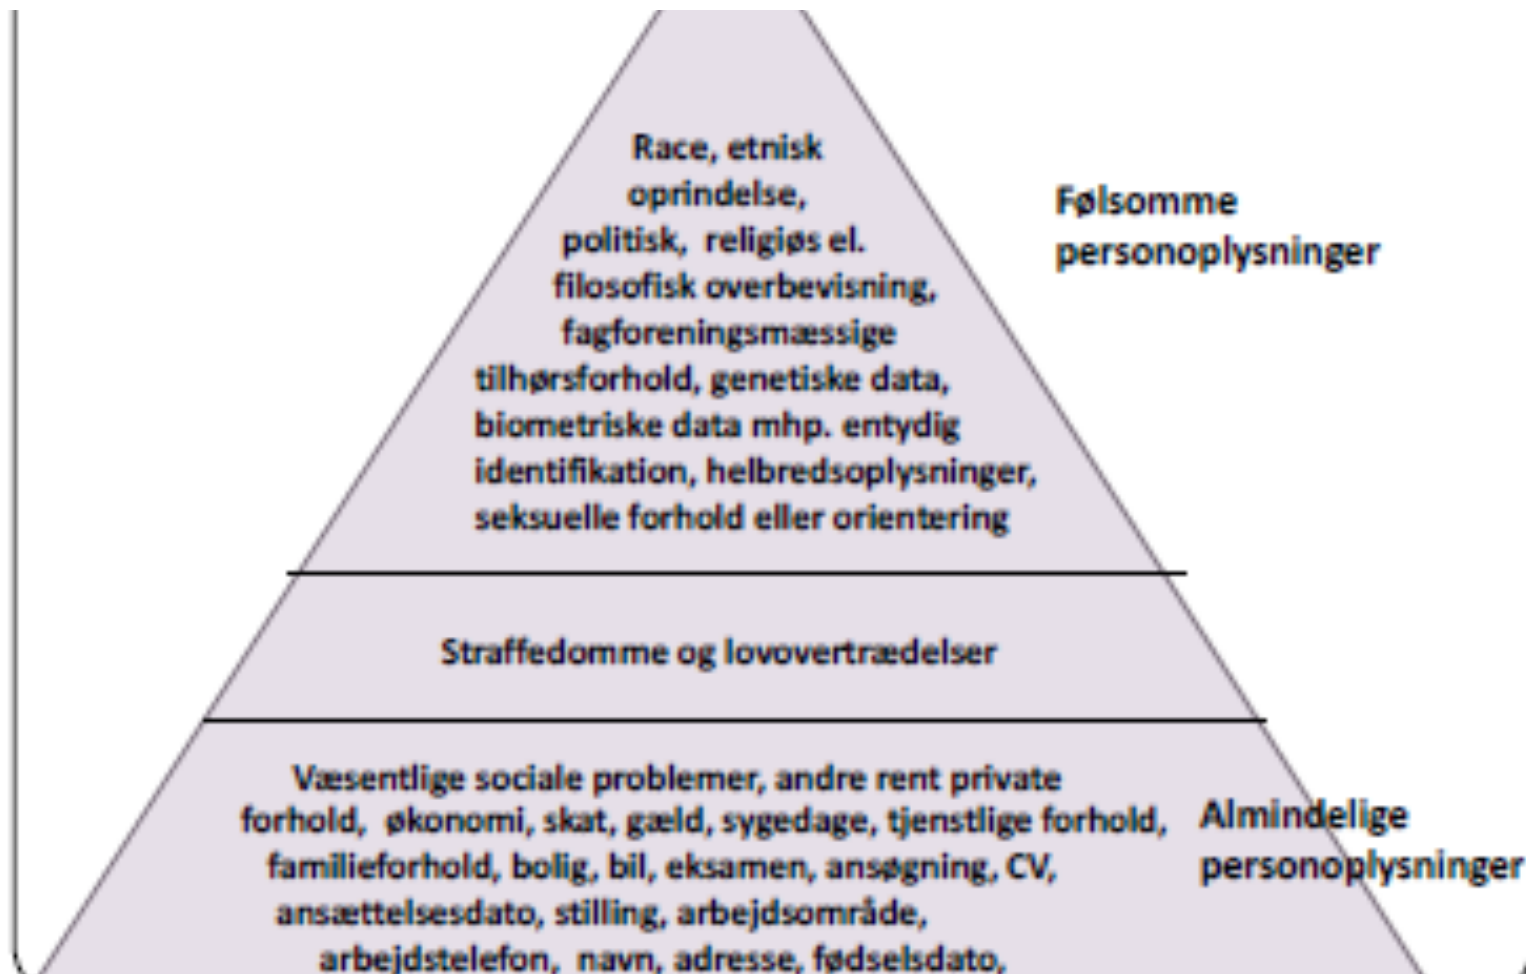 Race, etnisk
oprindelse,
politisk, religiøs el.
filosofisk overbevisning,
fagforeningsmæssige
tilhørsforhold, genetiske data,
biometriske data mhp. entydig
identifikation, helbredsoplysninger,
seksuelle forhold eller orientering
Følsomme
personoplysninger
Straffedomme og lovovertrædelser
Væsentlige sociale problemer, andre rent private
forhold, økonomi, skat, gæld, sygedage, tjenstlige forhold,
familieforhold, bolig, bil, eksamen, ansøgning, CV,
ansættelsesdato, stilling, arbejdsområde,
arbejdstelefon, navn, adresse, fødselsdato,
Almindelige
personoplysninger